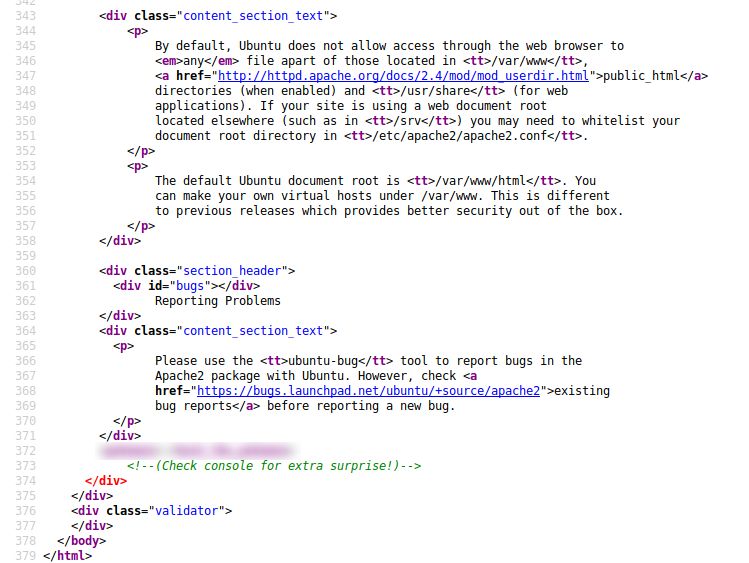 342
343 <div class="content_section_text">
344 <p>
345 By default, Ubuntu does not allow access through the web browser to
346 <em>any</em> file apart of those located in <tt>/var/www</tt>,
347 <a href="http://httpd.apache.org/docs/2.4/mod/mod_userdir.html">public_html</a>
348 directories (when enabled) and <tt>/usr/share</tt> (for web
349 applications). If your site is using a web document root
350 located elsewhere (such as in <tt>/srv</tt>) you may need to whitelist your
351 document root directory in <tt>/etc/apache2/apache2.conf</tt>.
352 </p>
353 <p>
354 The default Ubuntu document root is <tt>/var/www/html</tt>. You
355 can make your own virtual hosts under /var/www. This is different
356 to previous releases which provides better security out of the box.
357 </p>
358 </div>
359
360 <div class="section_header">
361 <div id="bugs"></div>
362 Reporting Problems
363 </div>
364 <div class="content_section_text">
365 <p>
366 Please use the <tt>ubuntu-bug</tt> tool to report bugs in the
367 Apache2 package with Ubuntu. However, check <a
368 href="https://bugs.launchpad.net/ubuntu/+source/apache2">existing
369 bug reports</a> before reporting a new bug.
370 </p>
371 </div>
372
373 <!--(Check console for extra surprise!)-->
374 </div>
375 </div>
376 <div class="validator">
377 </div>
378 </body>
379 </html>